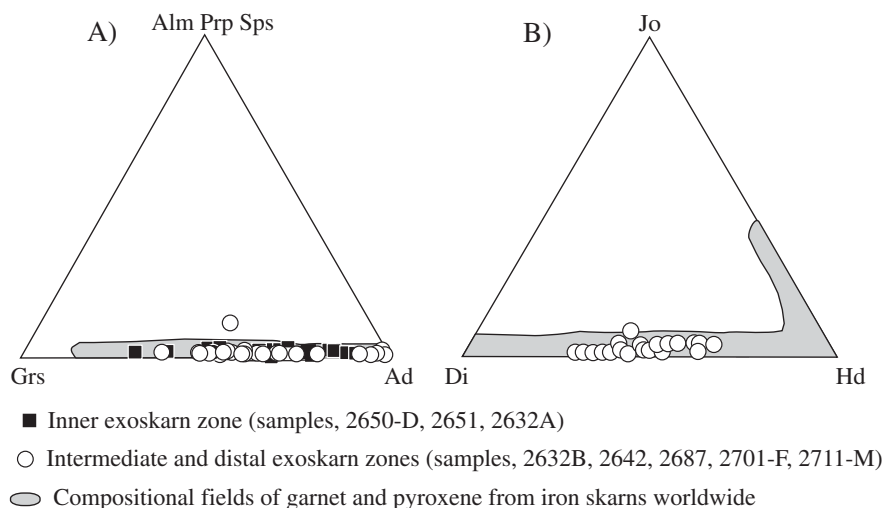 A)
Alm Prp Sps
B)
Jo
Grs
Ad
Di
Hd
Inner exoskarn zone (samples, 2650-D, 2651, 2632A)
Intermediate and distal exoskarn zones (samples, 2632B, 2642, 2687, 2701-F, 2711-M)
Compositional fields of garnet and pyroxene from iron skarns worldwide